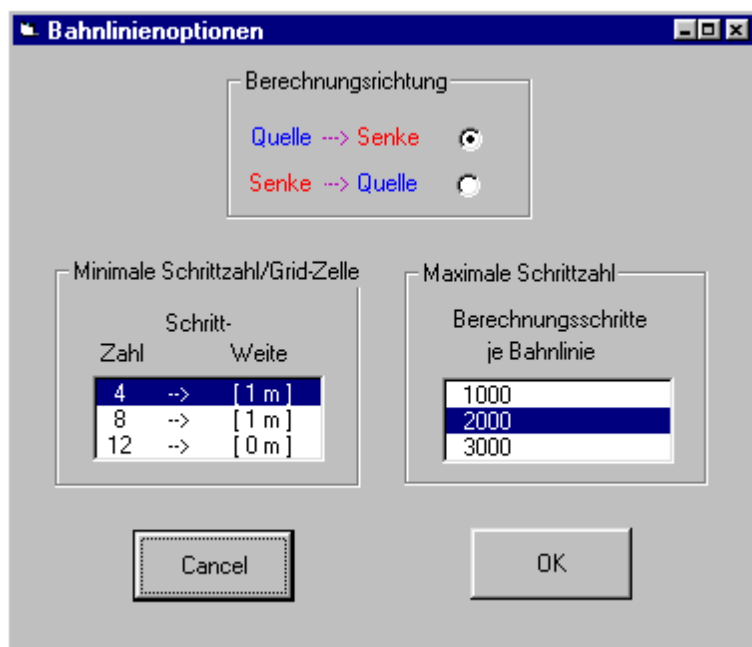 Bahnlinienoptionen
Berechnungsrichtung
Quelle ---> Senke
Senke ---> Quelle
Minimale Schrittzahl/Grid-Zelle
Schritt-
Zahl Weite
4 --> [ 1 m ]
8 --> [ 1 m ]
12 --> [ 0 m ]
Maximale Schrittzahl
Berechnungsschritte
je Bahnlinie
1000
2000
3000
Cancel
OK